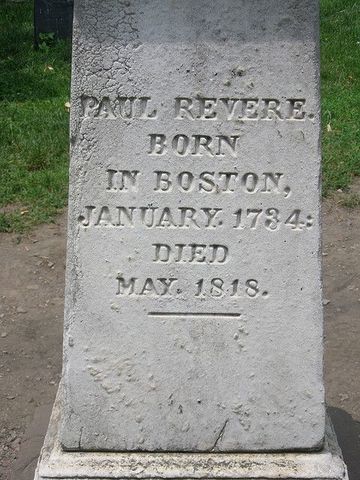 PAUL REVERE.
BORN
IN BOSTON,
JANUARY. 1734:
DIED
MAY. 1818.